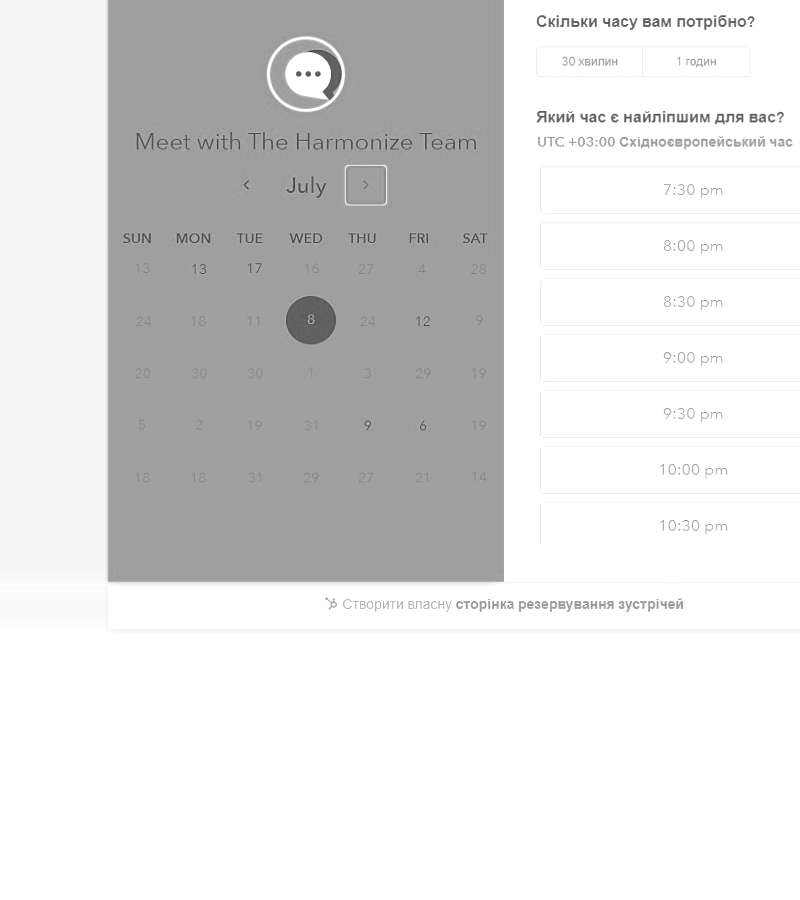 Meet with The Harmonize Team
July
SUN MON TUE WED THU FRI SAT
13 13 17 16 27 4 28
24 18 11 8 24 12 9
20 30 30 1 3 29 19
5 2 19 31 9 6 19
18 18 31 29 27 21 14
Скільки часу вам потрібно?
30 хвилин 1 годин
Який час є найліпшим для вас?
UTC +03:00 Східноєвропейський час
7:30 pm
8:00 pm
8:30 pm
9:00 pm
9:30 pm
10:00 pm
10:30 pm
Створити власну сторінка резервування зустрічей